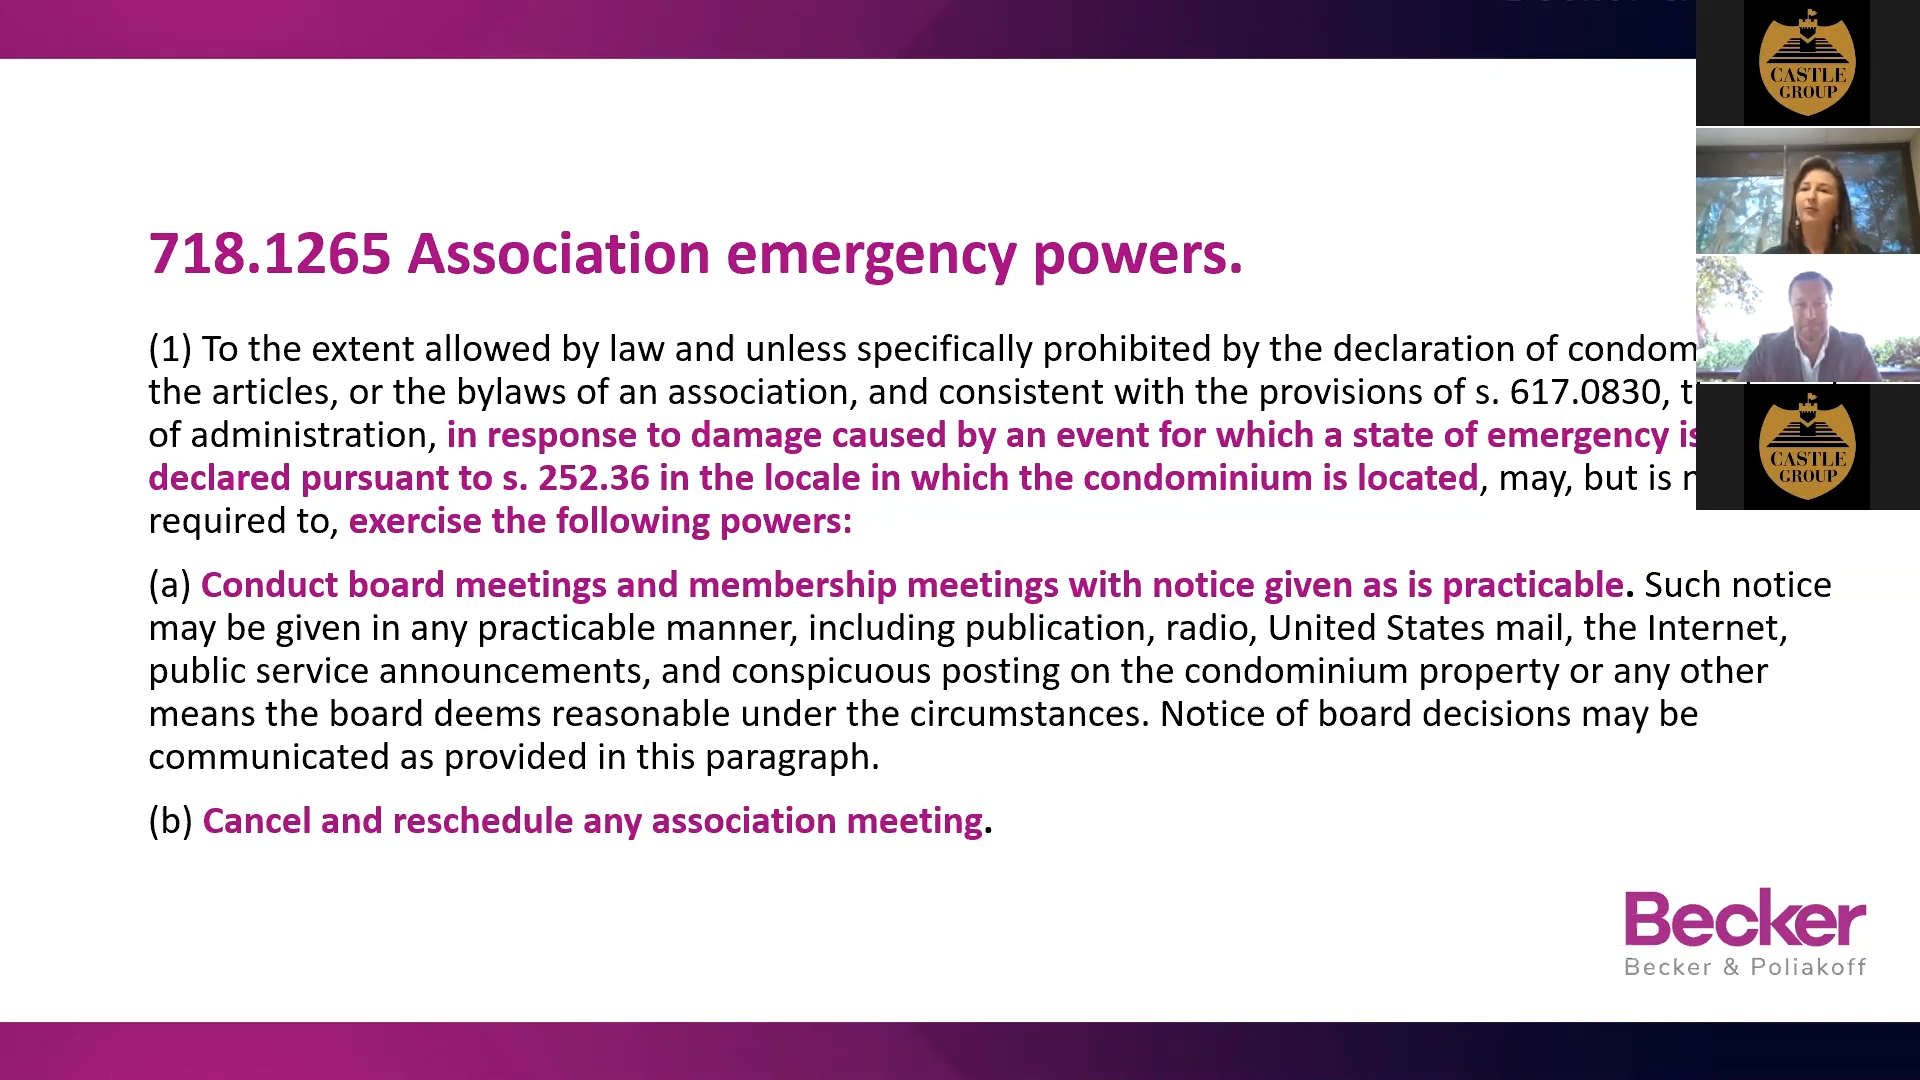 CASTLE
GROUP
718.1265 Association emergency powers.
(1) To the extent allowed by law and unless specifically prohibited by the declaration of
the articles, or the bylaws of an association, and consistent with the provisions of s. 617.0830,
of administration, in response to damage caused by an event for which a state of emergency is
declared pursuant to s. 252.36 in the locale in which the condominium is located, may, but is
required to, exercise the following powers:
CASTLE
GROUP
(a) Conduct board meetings and membership meetings with notice given as is practicable. Such notice
may be given in any practicable manner, including publication, radio, United States mail, the Internet,
public service announcements, and conspicuous posting on the condominium property or any other
means the board deems reasonable under the circumstances. Notice of board decisions may be
communicated as provided in this paragraph.
(b) Cancel and reschedule any association meeting.
Becker
Becker & Poliakoff